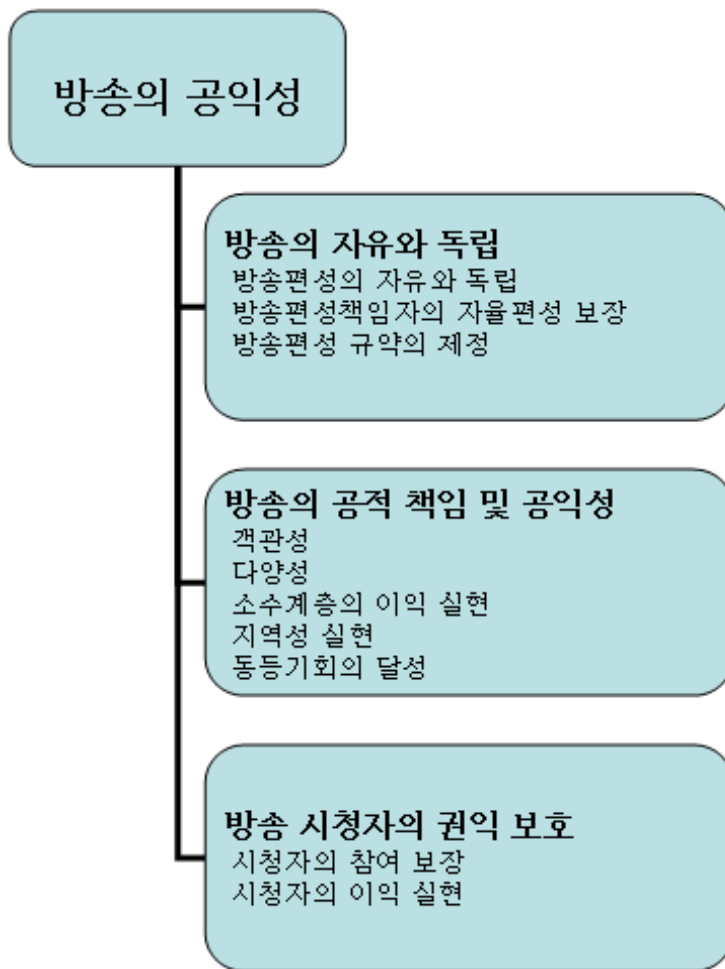 방송의 공익성
방송의 자유와 독립
방송편성의 자유와 독립
방송편성책임자의 자율편성 보장
방송편성 규약의 제정
방송의 공적 책임 및 공익성
객관성
다양성
소수계층의 이익 실현
지역성 실현
동등기회의 달성
방송 시청자의 권익 보호
시청자의 참여 보장
시청자의 이익 실현